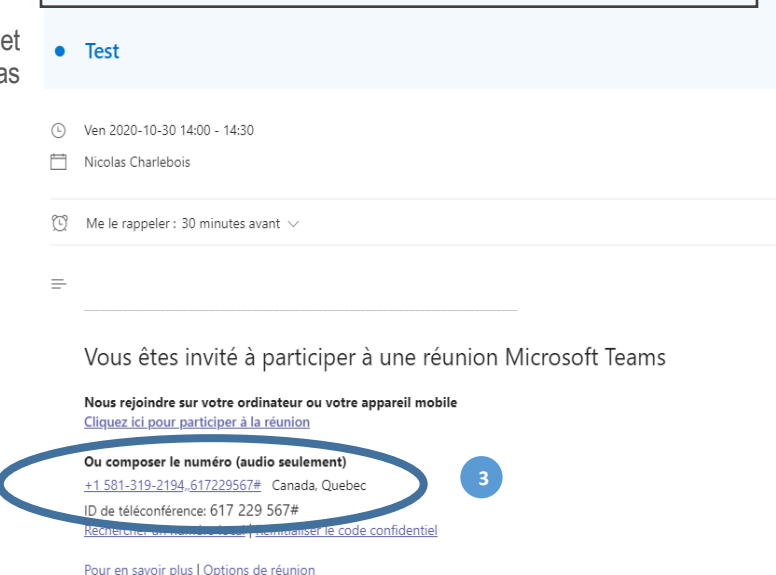 et
as
Test
Ven 2020-10-30 14:00 - 14:30
Nicolas Charlebois
Me le rappeler : 30 minutes avant
Vous êtes invité à participer à une réunion Microsoft Teams
Nous rejoindre sur votre ordinateur ou votre appareil mobile
Cliquez ici pour participer à la réunion
Ou composer le numéro (audio seulement)
+1 581-319-2194,,617229567# Canada, Quebec
3
ID de téléconférence: 617 229 567#
Rechercher un numéro local | Réinitialiser le code confidentiel
Pour en savoir plus | Options de réunion